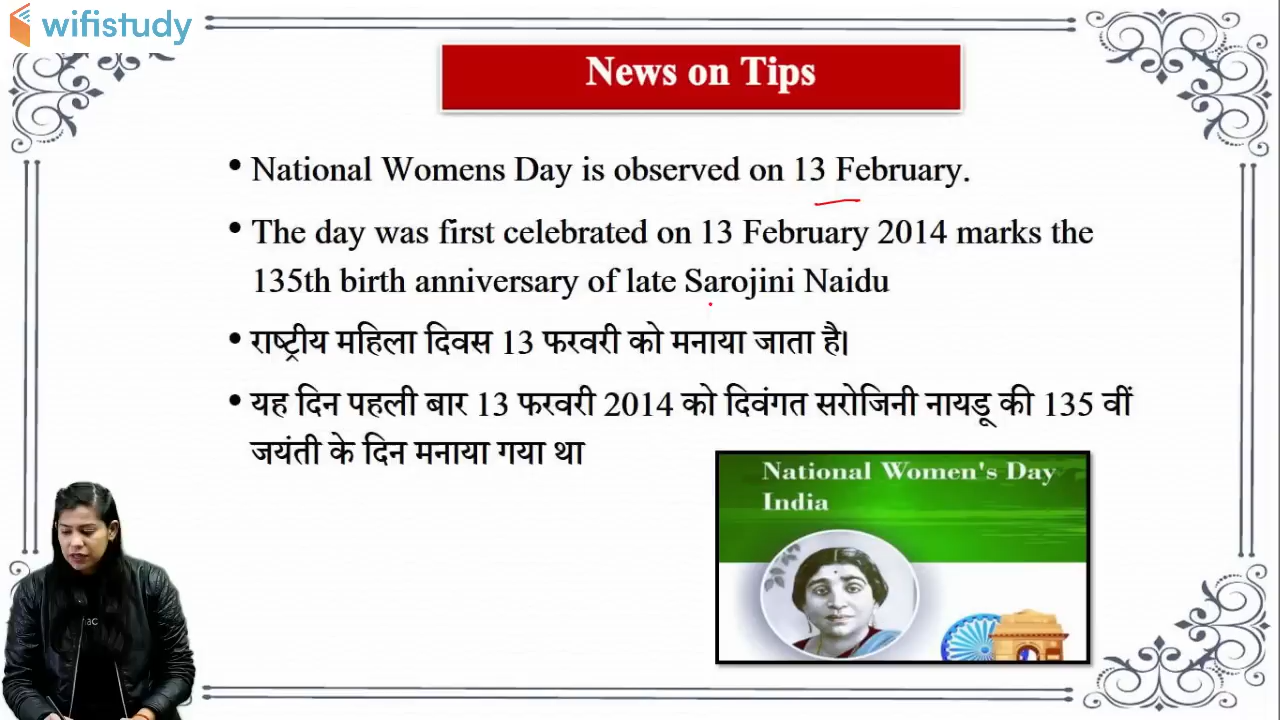 wifistudy
News on Tips
• National Womens Day is observed on 13 February.
• The day was first celebrated on 13 February 2014 marks the
135th birth anniversary of late Sarojini Naidu
• राष्ट्रीय महिला दिवस 13 फरवरी को मनाया जाता है।
• यह दिन पहली बार 13 फरवरी 2014 को दिवंगत सरोजिनी नायडू की 135 वीं
जयंती के दिन मनाया गया था
National Women's Day
India